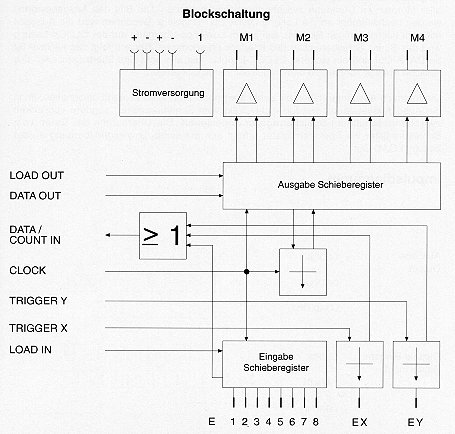 Blockschaltung
+ - + - 1 M1 M2 M3 M4
Stromversorgung
LOAD OUT
Ausgabe Schieberegister
DATA OUT
DATA /
COUNT IN
≥ 1
CLOCK
TRIGGER Y
TRIGGER X
LOAD IN
Eingabe
Schieberegister
E 1 2 3 4 5 6 7 8 EX EY